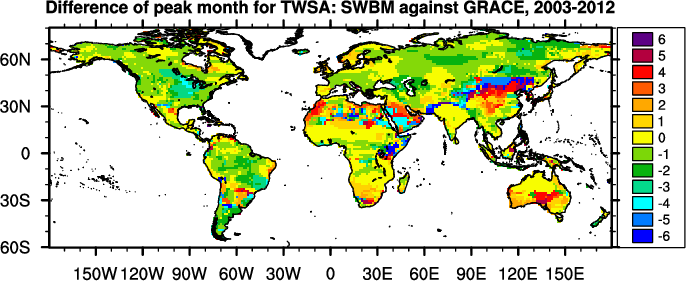 Difference of peak month for TWSA: SWBM against GRACE, 2003-2012
60N
30N
0
30S
60S
150W 120W 90W 60W 30W 0 30E 60E 90E 120E 150E
6
5
4
3
2
1
0
-1
-2
-3
-4
-5
-6